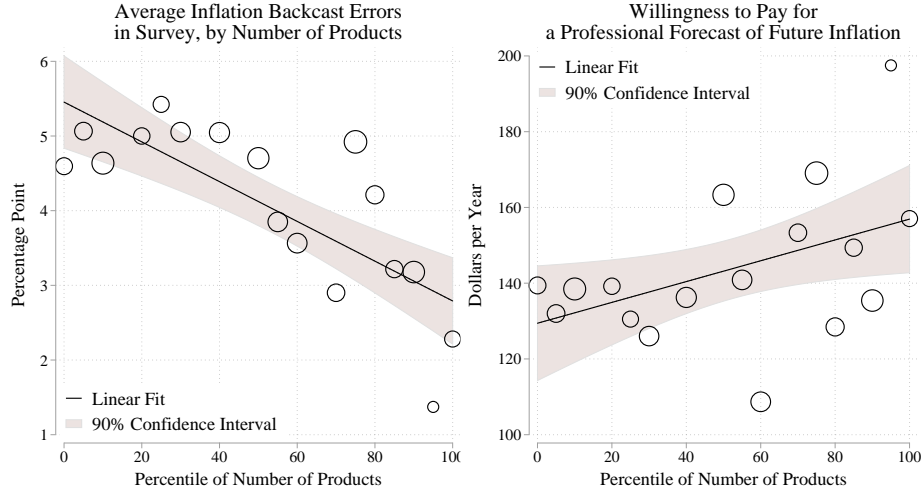 Average Inflation Backcast Errors
in Survey, by Number of Products
6
5
4
3
2
1
Percentage Point
Linear Fit
90% Confidence Interval
0 20 40 60 80 100
Percentile of Number of Products
Willingness to Pay for
a Professional Forecast of Future Inflation
200
180
160
140
120
100
Dollars per Year
Linear Fit
90% Confidence Interval
0 20 40 60 80 100
Percentile of Number of Products